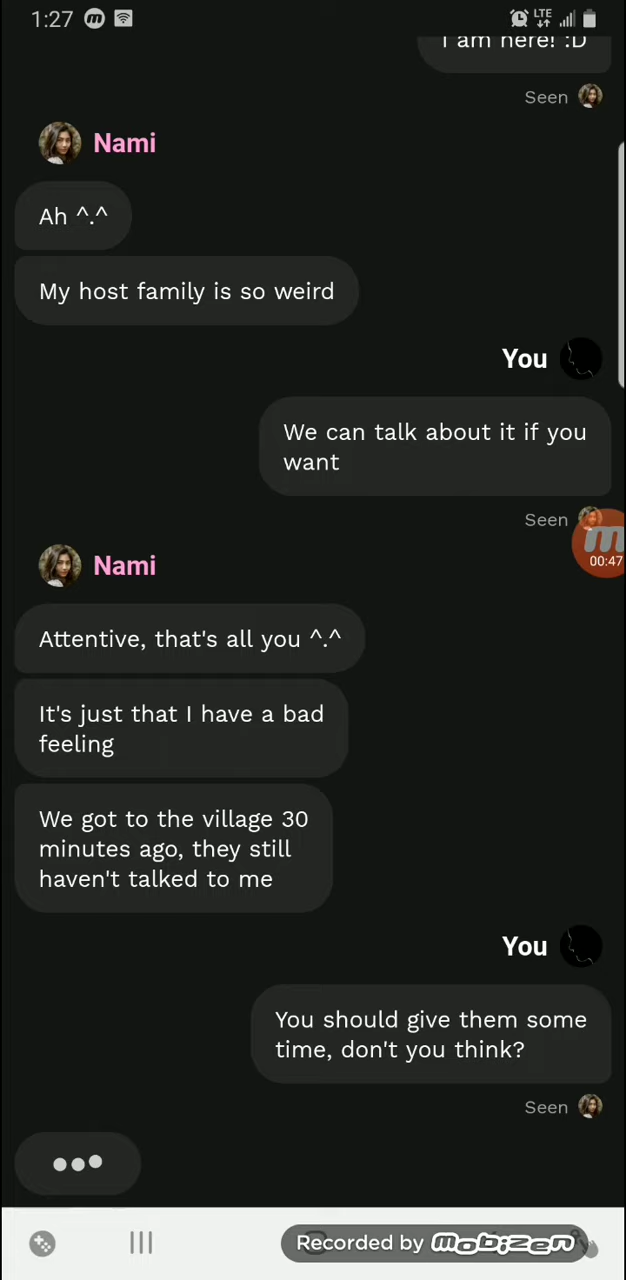 1:27
LTE
I am here! :D
Seen
Nami
Ah ^.^
My host family is so weird
You
We can talk about it if you
want
Seen
Nami
00:47
Attentive, that's all you ^.^
It's just that I have a bad
feeling
We got to the village 30
minutes ago, they still
haven't talked to me
You
You should give them some
time, don't you think?
Seen
Recorded by mobizen